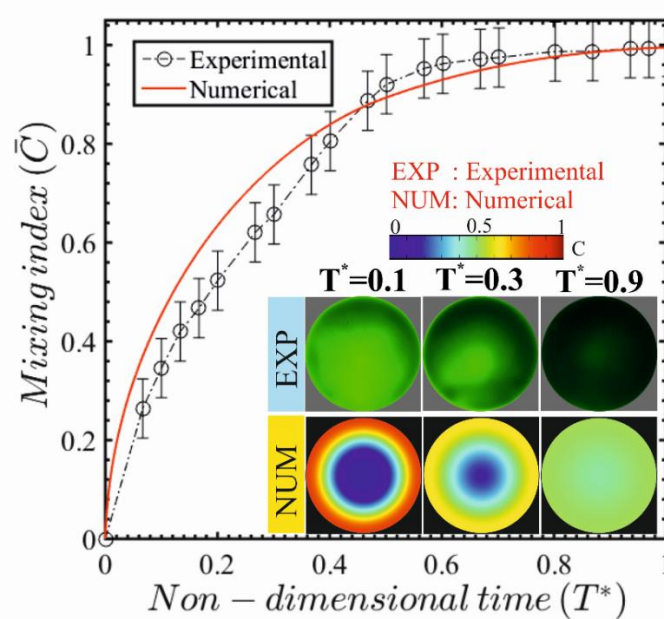 Experimental
Numerical
EXP : Experimental
NUM: Numerical
0 0.5 1
C
T*=0.1 T*=0.3 T*=0.9
EXP
NUM
1
0.8
0.6
0.4
0.2
0
0 0.2 0.4 0.6 0.8 1
Mixing index (C̄)
Non − dimensional time (T*)